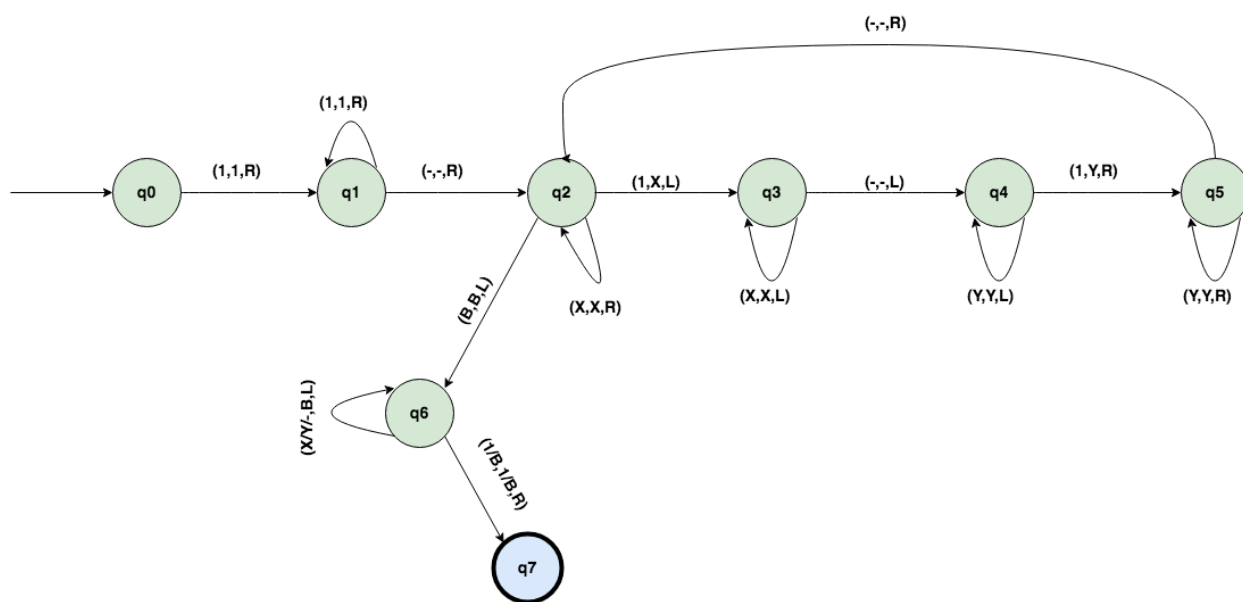 (-,-,R)
(1,1,R)
q0
(1,1,R)
q1
(-,-,R)
q2
(1,X,L)
q3
(-,-,L)
q4
(1,Y,R)
q5
(X,X,R)
(X,X,L)
(Y,Y,L)
(Y,Y,R)
(B,B,L)
(X/Y/-,B,L)
q6
(1/B,1/B,R)
q7